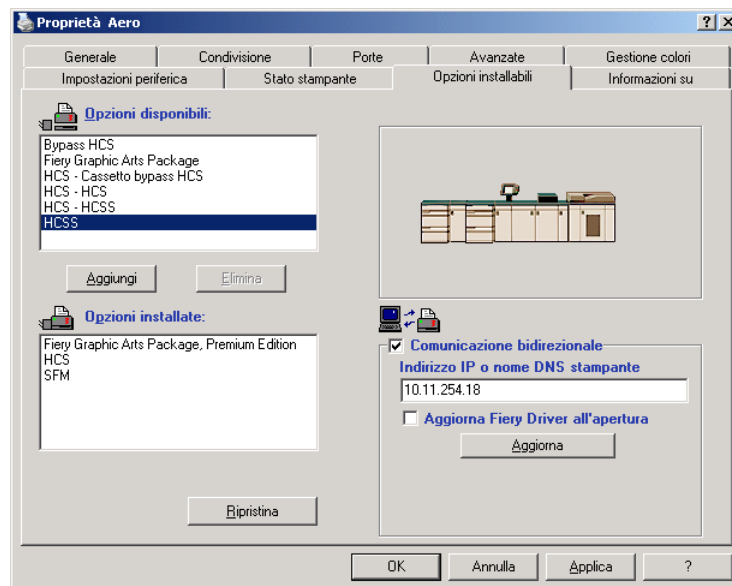 Proprietà Aero
Generale
Condivisione
Porte
Avanzate
Gestione colori
Impostazioni periferica
Stato stampante
Opzioni installabili
Informazioni su
Opzioni disponibili:
Bypass HCS
Fiery Graphic Arts Package
HCS - Cassetto bypass HCS
HCS - HCS
HCS - HCSS
HCSS
Aggiungi
Elimina
Opzioni installate:
Fiery Graphic Arts Package, Premium Edition
HCS
SFM
Ripristina
Comunicazione bidirezionale
Indirizzo IP o nome DNS stampante
10.11.254.18
Aggiorna Fiery Driver all'apertura
Aggiorna
OK
Annulla
Applica
?